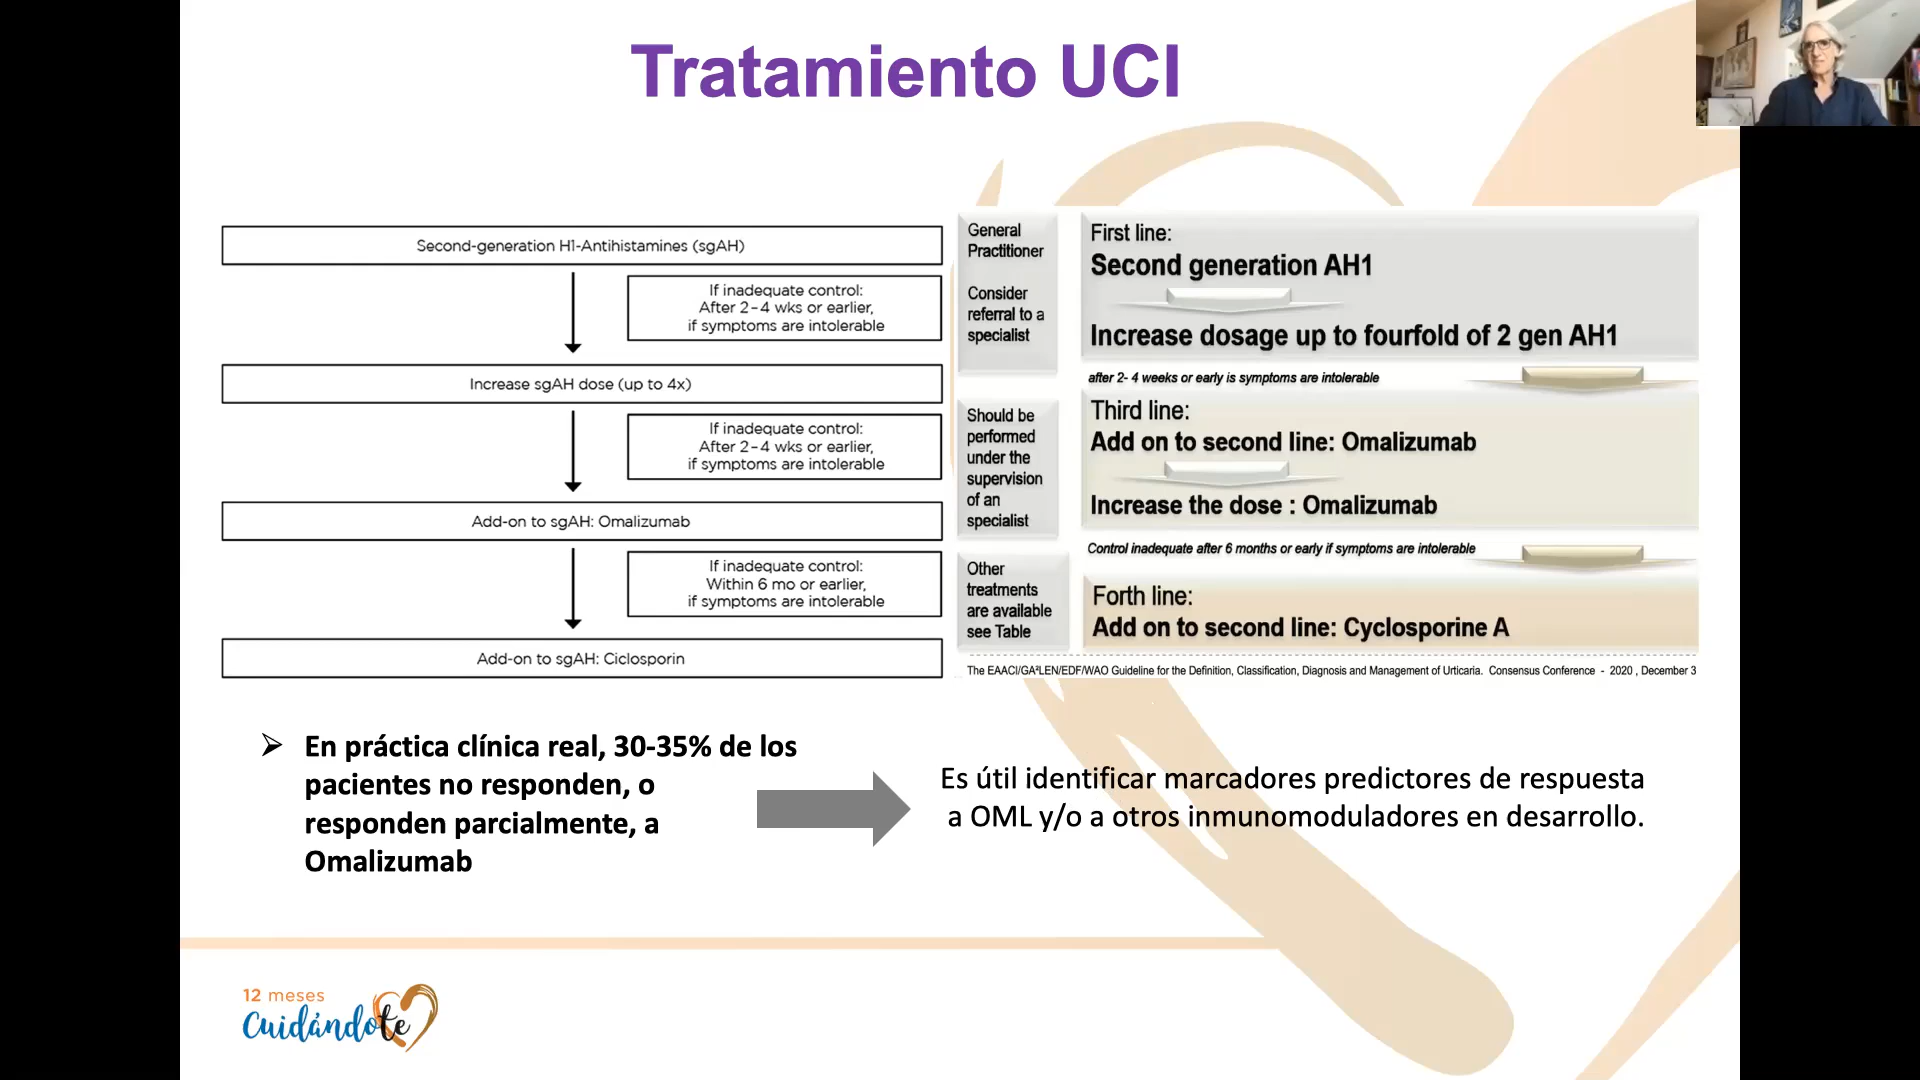 Tratamiento UCI
Second-generation H1-Antihistamines (sgAH)
If inadequate control:
After 2-4 wks or earlier,
if symptoms are intolerable
Increase sgAH dose (up to 4x)
If inadequate control:
After 2-4 wks or earlier,
if symptoms are intolerable
Add-on to sgAH: Omalizumab
If inadequate control:
Within 6 mo or earlier,
if symptoms are intolerable
Add-on to sgAH: Ciclosporin
General
Practitioner
Consider
referral to a
specialist
First line:
Second generation AH1
Increase dosage up to fourfold of 2 gen AH1
after 2- 4 weeks or early is symptoms are intolerable
Should be
performed
under the
supervision
of an
specialist
Third line:
Add on to second line: Omalizumab
Increase the dose : Omalizumab
Control inadequate after 6 months or early if symptoms are intolerable
Other
treatments
are available
see Table
Forth line:
Add on to second line: Cyclosporine A
The EAACI/GA²LEN/EDF/WAO Guideline for the Definition, Classification, Diagnosis and Management of Urticaria. Consensus Conference - 2020 , December 3
➢ En práctica clínica real, 30-35% de los
pacientes no responden, o
responden parcialmente, a
Omalizumab
Es útil identificar marcadores predictores de respuesta
a OML y/o a otros inmunomoduladores en desarrollo.
12 meses
Cuidándote